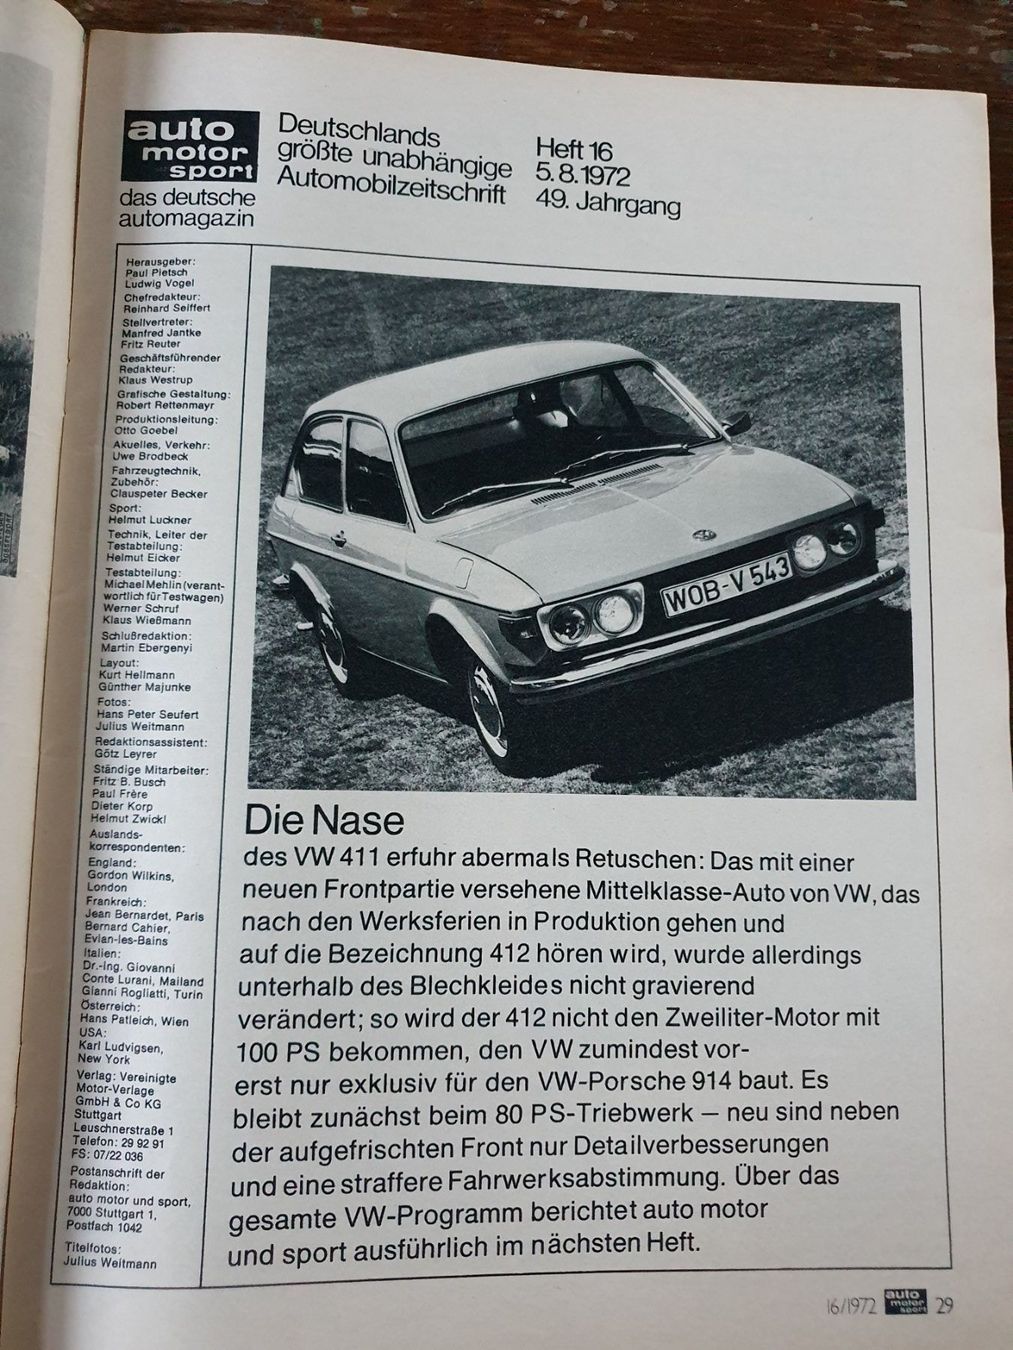 auto
motor
sport
das deutsche
automagazin
Deutschlands
größte unabhängige
Automobilzeitschrift
Heft 16
5.8.1972
49. Jahrgang
Herausgeber:
Paul Pietsch
Ludwig Vogel
Chefredakteur:
Reinhard Seiffert
Stellvertreter:
Manfred Jantke
Fritz Reuter
Geschäftsführender
Redakteur:
Klaus Westrup
Grafische Gestaltung:
Robert Rettenmayr
Produktionsleitung:
Otto Goebel
Akuelles, Verkehr:
Uwe Brodbeck
Fahrzeugtechnik,
Zubehör:
Clauspeter Becker
Sport:
Helmut Luckner
Technik, Leiter der
Testabteilung:
Helmut Eicker
Testabteilung:
Michael Mehlin (verant-
wortlich für Testwagen)
Werner Schruf
Klaus Wießmann
Schlußredaktion:
Martin Ebergenyi
Layout:
Kurt Hellmann
Günther Majunke
Fotos:
Hans Peter Seufert
Julius Weitmann
Redaktionsassistent:
Götz Leyrer
Ständige Mitarbeiter:
Fritz B. Busch
Paul Frère
Dieter Korp
Helmut Zwickl
Auslands-
korrespondenten:
England:
Gordon Wilkins,
London
Frankreich:
Jean Bernardet, Paris
Bernard Cahier,
Evian-les-Bains
Italien:
Dr.-Ing. Giovanni
Conte Lurani, Mailand
Gianni Rogliatti, Turin
Österreich:
Hans Patleich, Wien
USA:
Karl Ludvigsen,
New York
Verlag: Vereinigte
Motor-Verlage
GmbH & Co KG
Stuttgart
Leuschnerstraße 1
Telefon: 29 92 91
FS: 07/22 036
Postanschrift der
Redaktion:
auto motor und sport,
7000 Stuttgart 1,
Postfach 1042
Titelfotos:
Julius Weitmann
WOB-V 543
Die Nase
des VW 411 erfuhr abermals Retuschen: Das mit einer
neuen Frontpartie versehene Mittelklasse-Auto von VW, das
nach den Werksferien in Produktion gehen und
auf die Bezeichnung 412 hören wird, wurde allerdings
unterhalb des Blechkleides nicht gravierend
verändert; so wird der 412 nicht den Zweiliter-Motor mit
100 PS bekommen, den VW zumindest vor-
erst nur exklusiv für den VW-Porsche 914 baut. Es
bleibt zunächst beim 80 PS-Triebwerk — neu sind neben
der aufgefrischten Front nur Detailverbesserungen
und eine straffere Fahrwerksabstimmung. Über das
gesamte VW-Programm berichtet auto motor
und sport ausführlich im nächsten Heft.
16/1972 auto motor sport 29